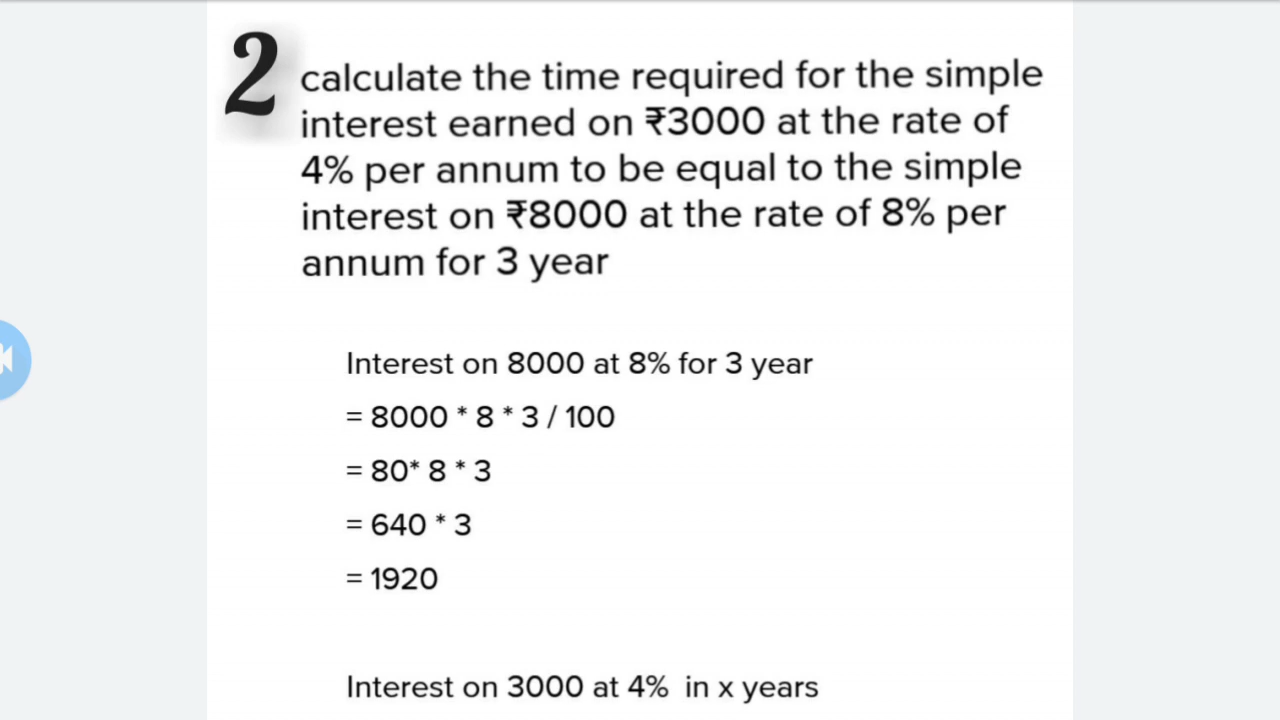 2
calculate the time required for the simple
interest earned on ₹3000 at the rate of
4% per annum to be equal to the simple
interest on ₹8000 at the rate of 8% per
annum for 3 year
Interest on 8000 at 8% for 3 year
= 8000 * 8 * 3 / 100
= 80* 8 * 3
= 640 * 3
= 1920
Interest on 3000 at 4%  in x years